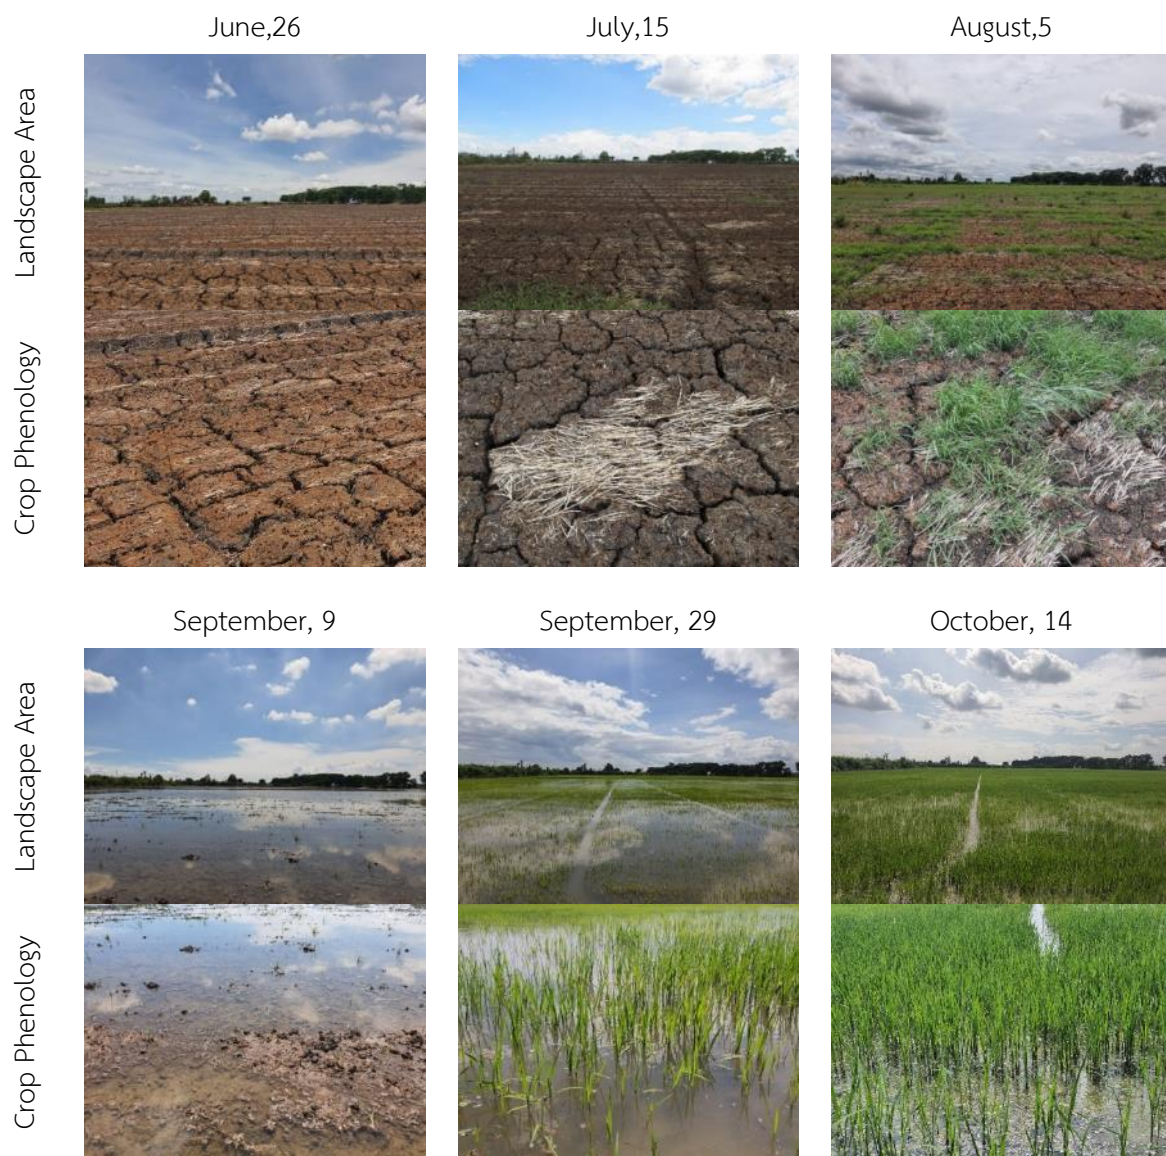 June,26
July,15
August,5
Landscape Area
Crop Phenology
September, 9
September, 29
October, 14
Landscape Area
Crop Phenology